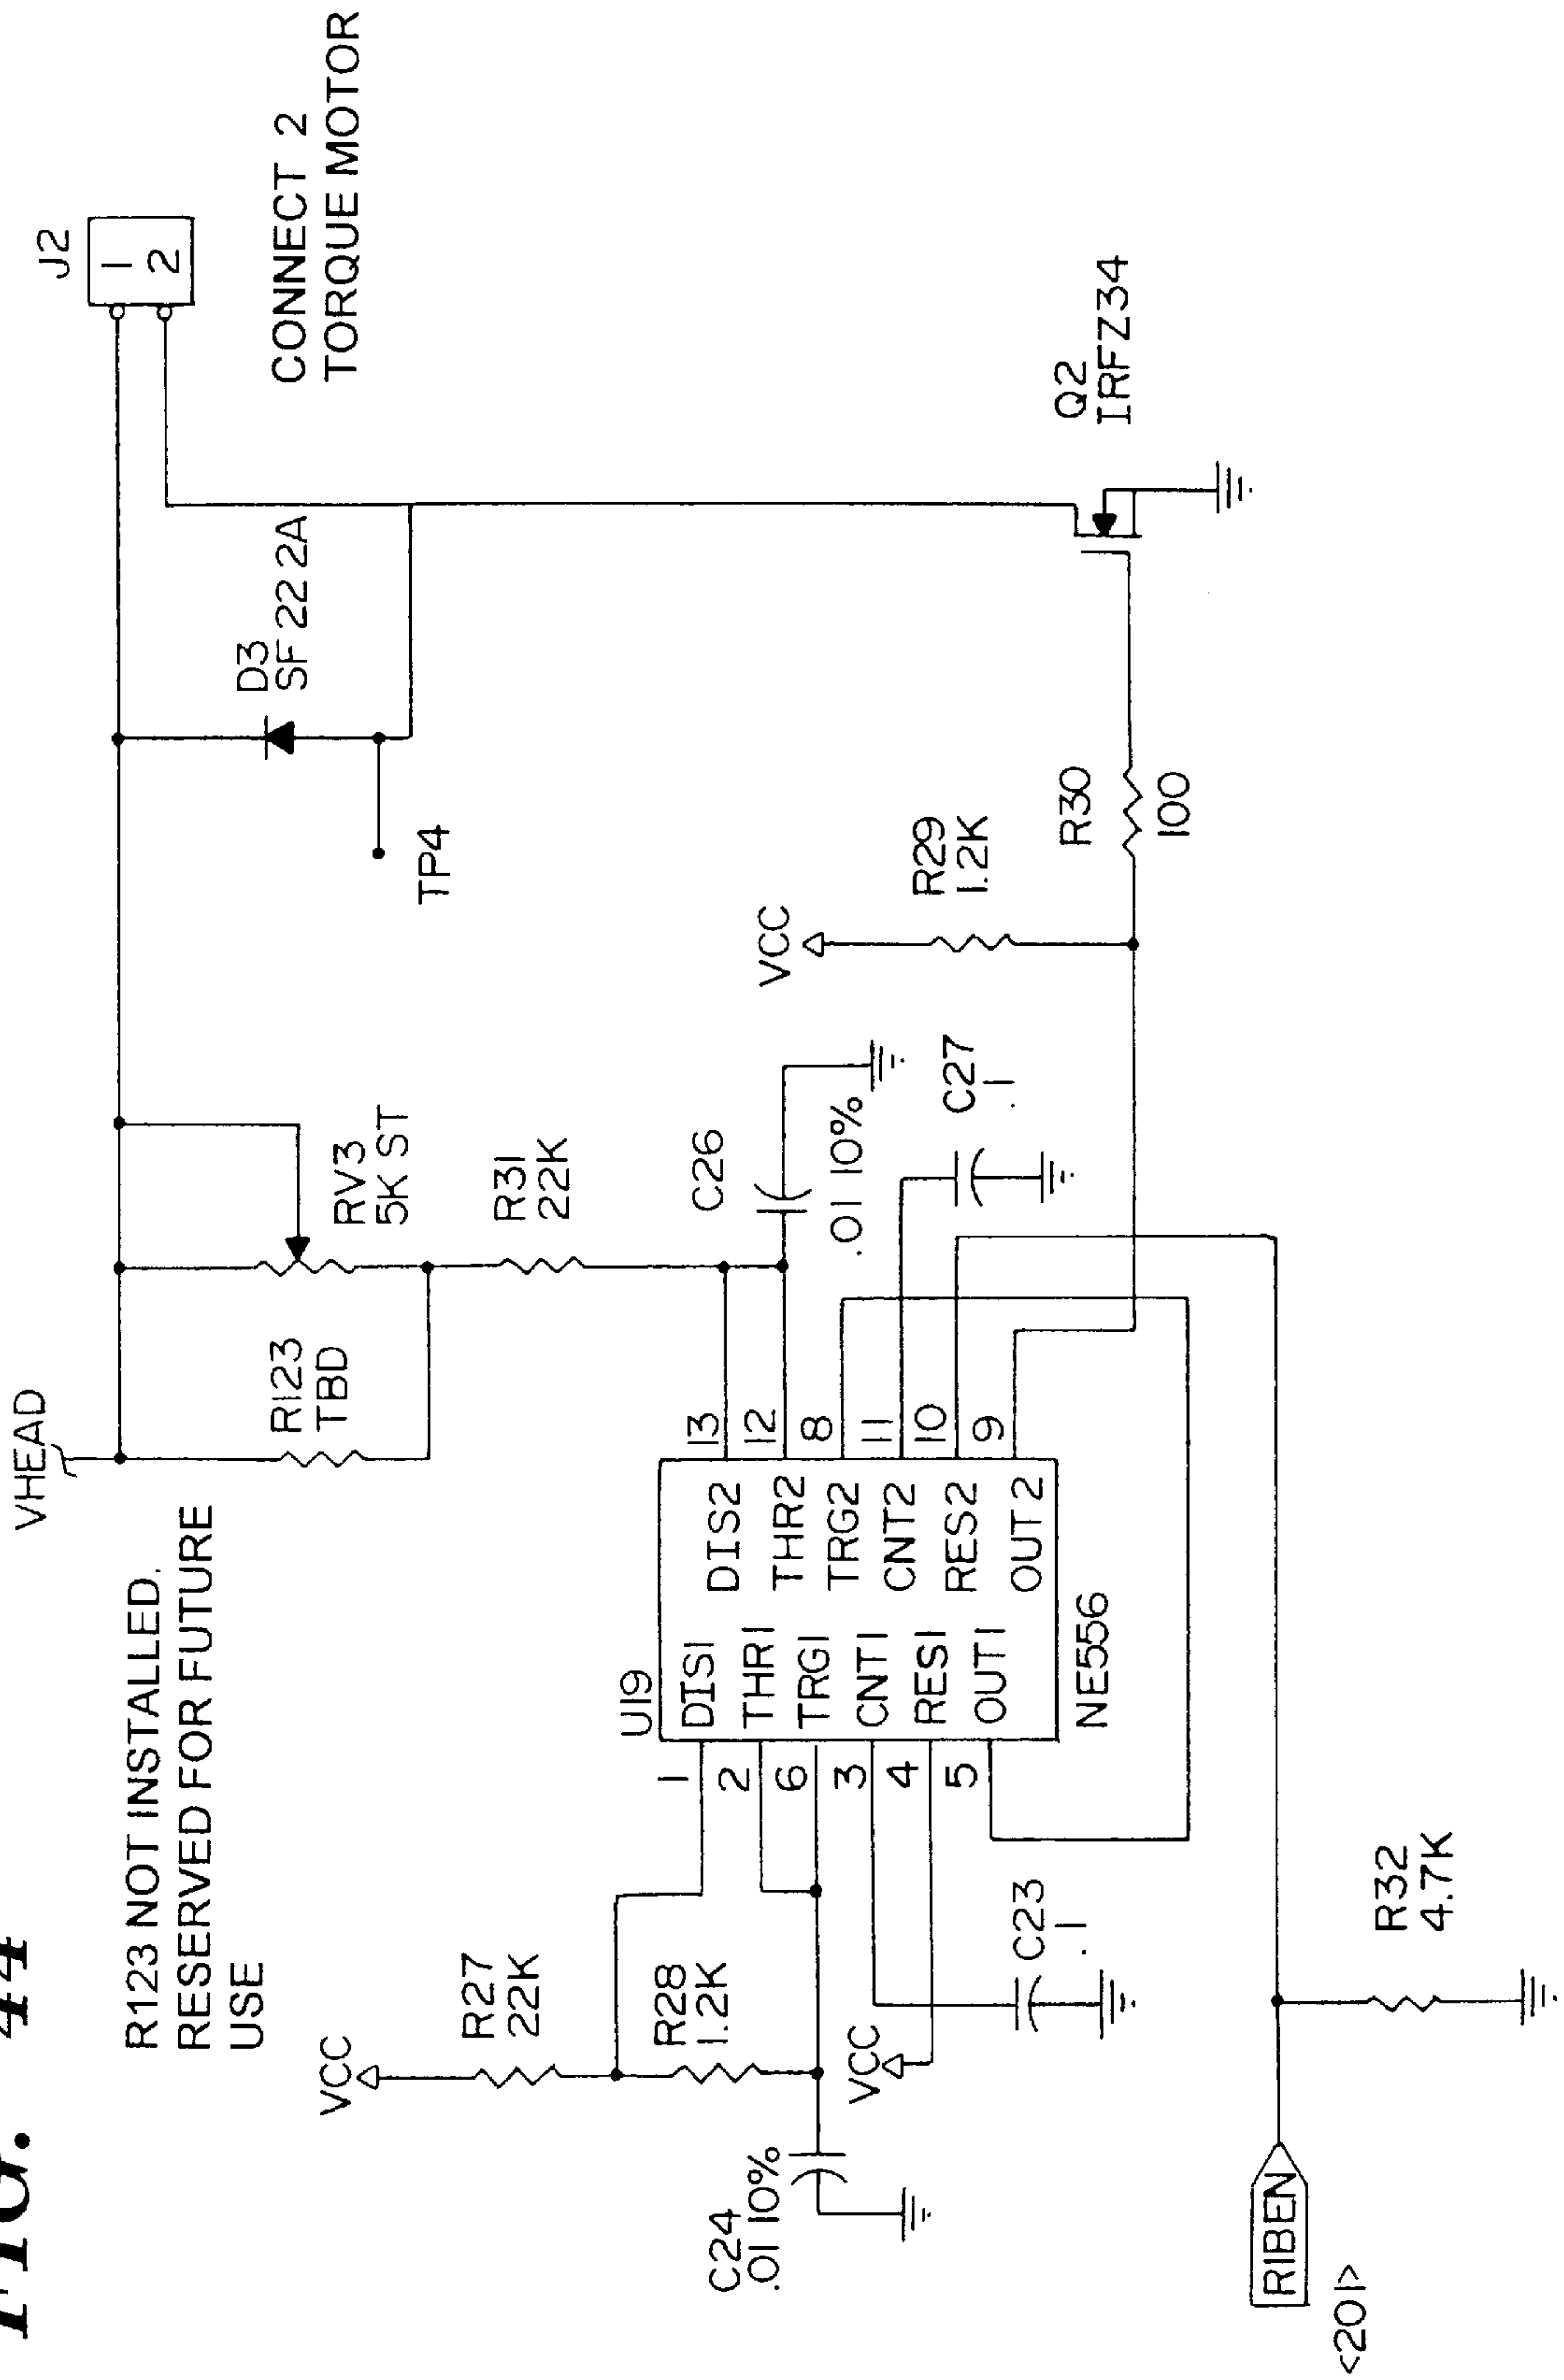 FIG. 44
R123 NOT INSTALLED.
RESERVED FOR FUTURE
USE
VHEAD
R123
TBD
RV3
5K ST
R31
22K
D3
SF22 2A
TP4
J2
1
2
CONNECT 2
TORQUE MOTOR
VCC
R27
22K
R28
1.2K
C24
.01 10%
VCC
C23
.1
U19
1
2
6
3
4
5
DIS1
THR1
TRG1
CNT1
RES1
OUT1
DIS2
THR2
TRG2
CNT2
RES2
OUT2
13
12
8
11
10
9
NE556
C26
.01 10%
C27
.1
VCC
R29
1.2K
R30
100
Q2
IRFZ34
RIBEN
<201>
R32
4.7K